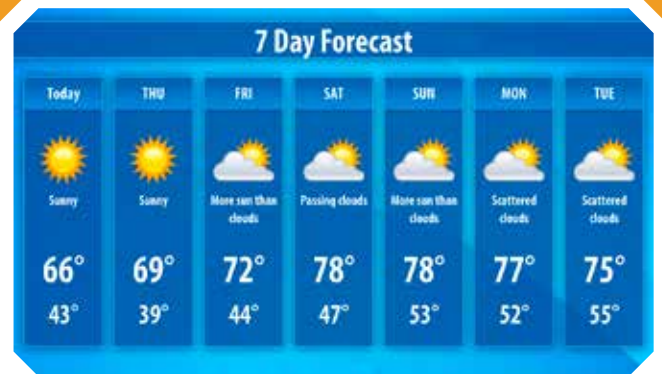 7 Day Forecast
Today THU FRI SAT SUN MON TUE
Sunny Sunny More sun than clouds Passing clouds More sun than clouds Scattered clouds Scattered clouds
66° 69° 72° 78° 78° 77° 75°
43° 39° 44° 47° 53° 52° 55°